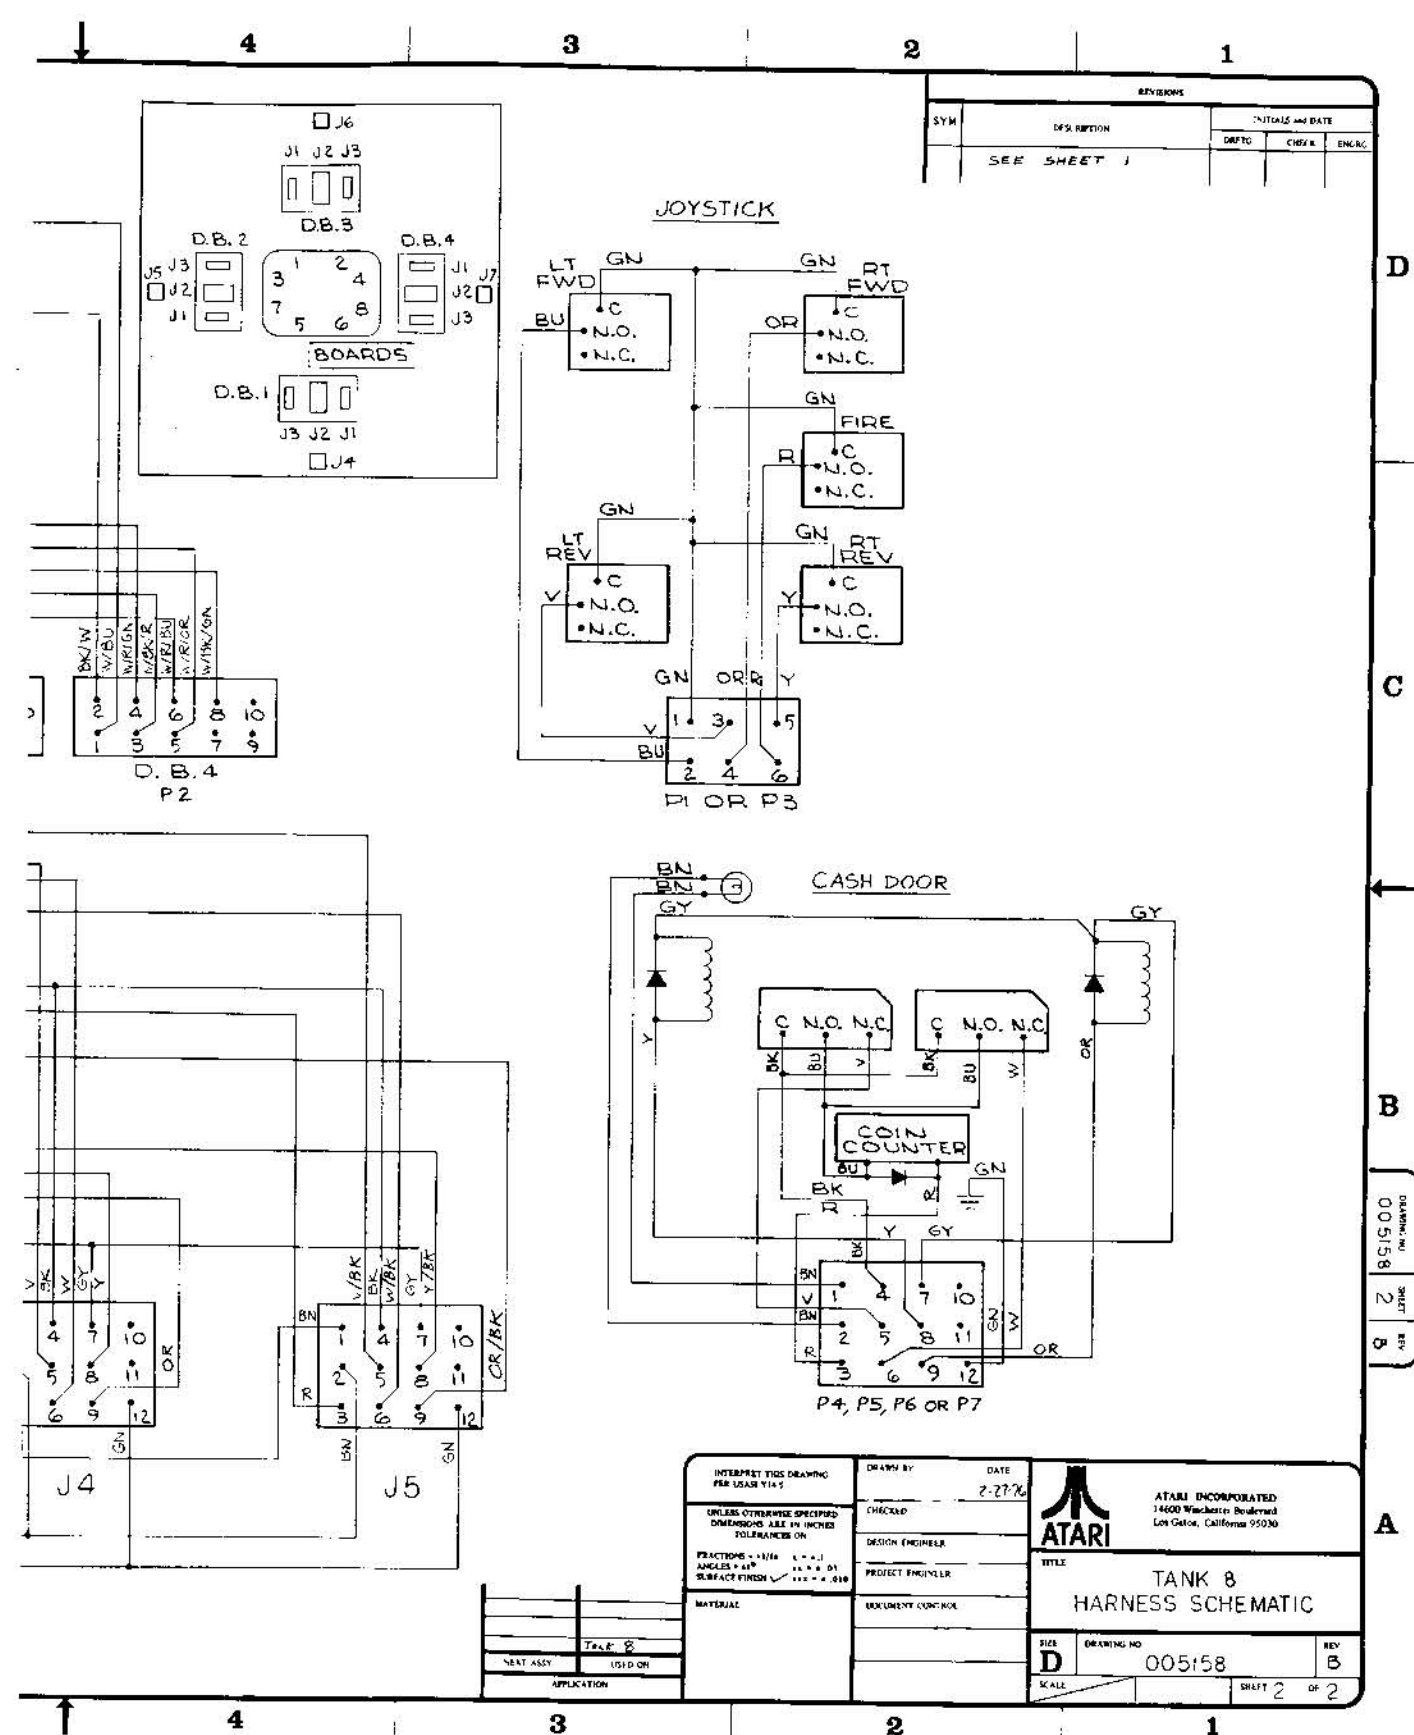 4 3 2 1
REVISIONS
SYM DESCRIPTION INITIALS and DATE
DRFTG CHECK ENGRG
SEE SHEET 1
J6
J1 J2 J3
D.B.3
D.B.2 D.B.4
J3 J1
J5 J2 J2 J7
J1 J3
1 2
3 4
7 8
5 6
BOARDS
D.B.1
J3 J2 J1
J4
JOYSTICK
LT FWD
GN
C
BU
N.O.
N.C.
GN
RT FWD
C
OR
N.O.
N.C.
GN
FIRE
C
R
N.O.
N.C.
GN
LT REV
C
V
N.O.
N.C.
GN
RT REV
C
Y
N.O.
N.C.
D
C
B
A
BK/W
W/BU
W/R/GN
W/BK/R
W/R/BU
W/R/OR
W/BK/GN
2 4 6 8 10
1 3 5 7 9
D.B.4
P2
GN OR R Y
V
BU
1 3 5
2 4 6
P1 OR P3
CASH DOOR
BN
BN
GY
GY
Y
OR
C N.O. N.C.
C N.O. N.C.
BK BU V BK BU W
COIN
COUNTER
BU
R
GN
BK
R
Y GY
BK
BN
V
BN
R
GN
W
OR
1 4 7 10
2 5 8 11
3 6 9 12
P4, P5, P6 OR P7
V BK W GY Y
4 7 10
5 8 11
6 9 12
OR
GN
J4
V/BK BK W/BK GY Y/BK
BN
R
OR/BK
1 4 7 10
2 5 8 11
3 6 9 12
BN
GN
J5
DRAWING NO
005158
SHEET
2
REV
B
INTERPRET THIS DRAWING
PER USASI Y14.5
UNLESS OTHERWISE SPECIFIED
DIMENSIONS ARE IN INCHES
TOLERANCES ON
FRACTIONS ± 1/16
ANGLES
SURFACE FINISH
MATERIAL
DRAWN BY DATE
2-27-76
CHECKED
DESIGN ENGINEER
PROJECT ENGINEER
DOCUMENT CONTROL
ATARI
ATARI INCORPORATED
14600 Winchester Boulevard
Los Gatos, California 95030
TITLE
TANK 8
HARNESS SCHEMATIC
SIZE
D
DRAWING NO
005158
REV
B
SCALE
SHEET 2 OF 2
TANK 8
NEXT ASSY USED ON
APPLICATION
4 3 2 1